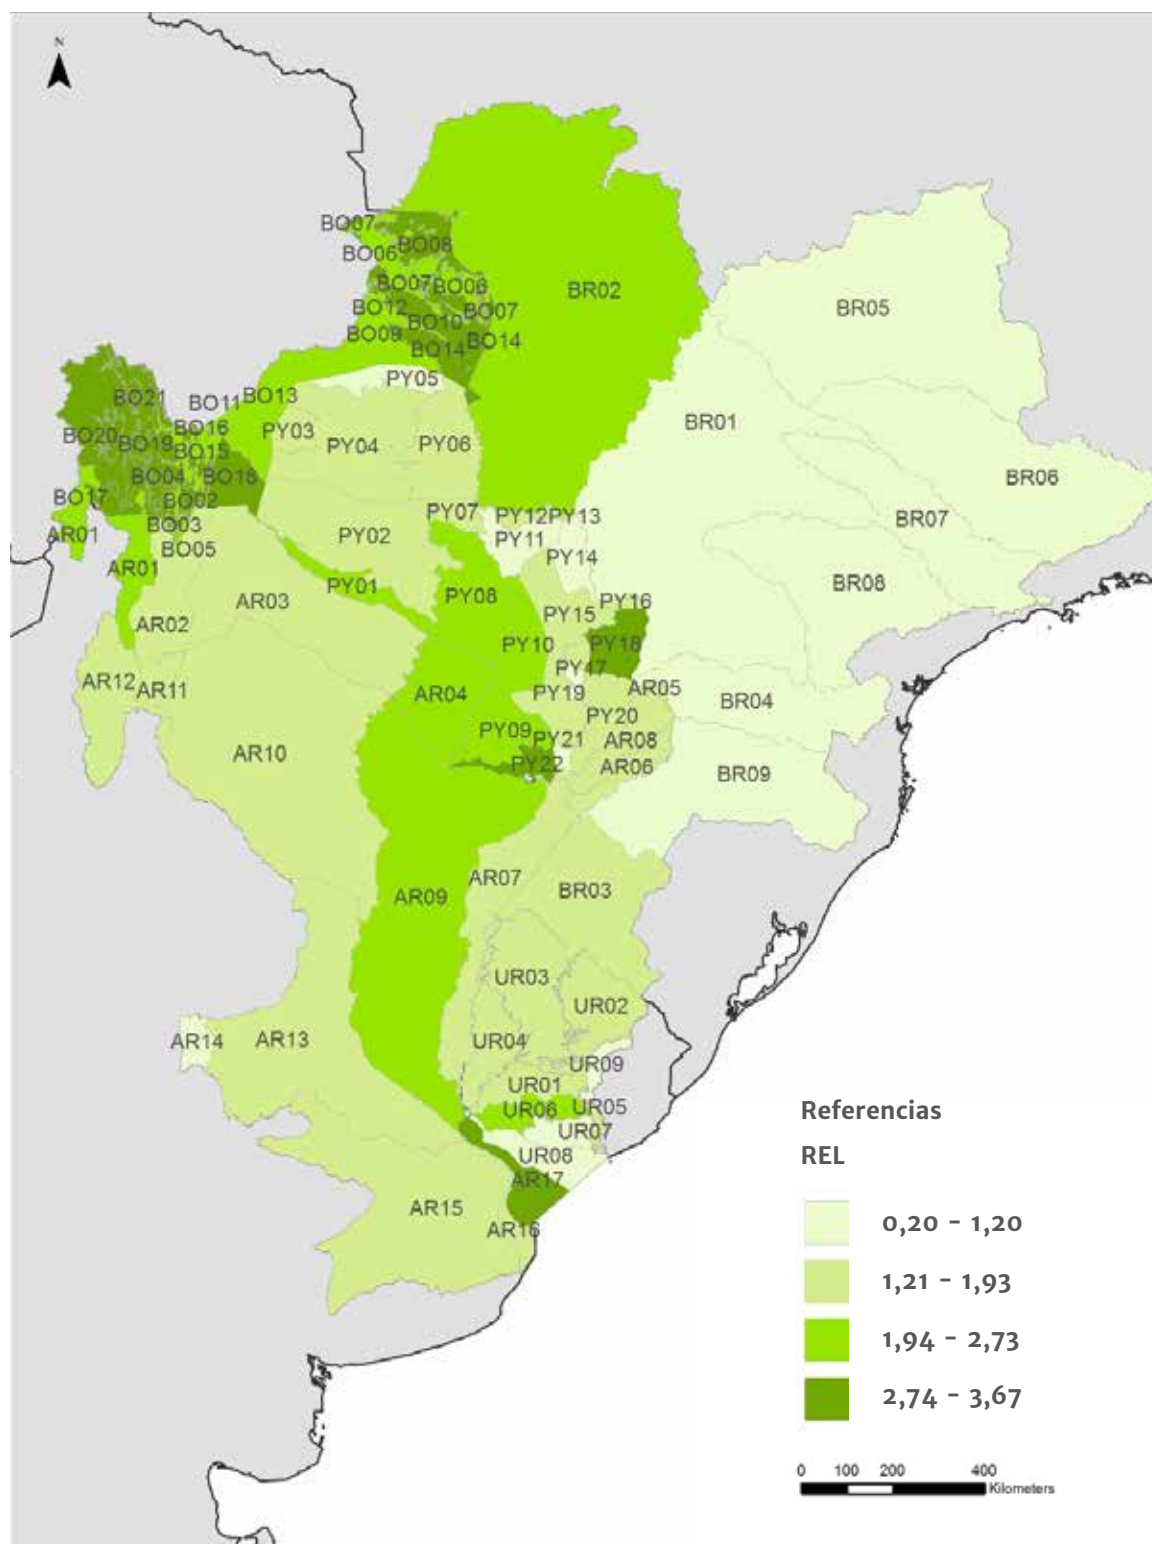 N
BO07
BO08
BO06
BO07
BO06
BR02
BO12
BO07
BR05
BO10
BO09
BO14
BO14
PY05
BO21
BO11
BO13
BR01
BO20
BO19
BO16
PY03
PY04
PY06
BO15
BO04
BO18
BR06
BO17
BO02
PY07
PY12
PY13
BR07
AR01
BO03
PY02
PY11
BO05
PY14
AR01
PY01
PY08
BR08
AR03
PY16
AR02
PY15
PY10
PY18
PY17
AR12
AR11
AR04
PY19
AR05
BR04
PY20
PY09
PY21
AR08
AR10
PY22
AR06
BR09
AR07
BR03
AR09
UR03
UR02
AR14
AR13
UR04
UR09
UR01
UR06
UR05
UR07
UR08
AR17
AR15
AR16
Referencias
REL
0,20 - 1,20
1,21 - 1,93
1,94 - 2,73
2,74 - 3,67
0 100 200 400
Kilometers